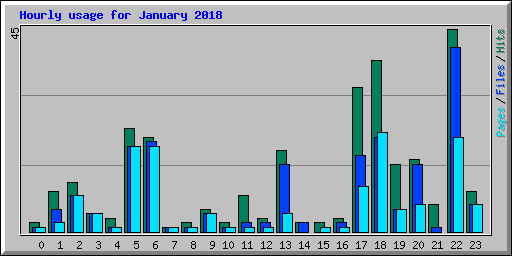 Hourly usage for January 2018
45
Pages/Files/Hits
0 1 2 3 4 5 6 7 8 9 10 11 12 13 14 15 16 17 18 19 20 21 22 23